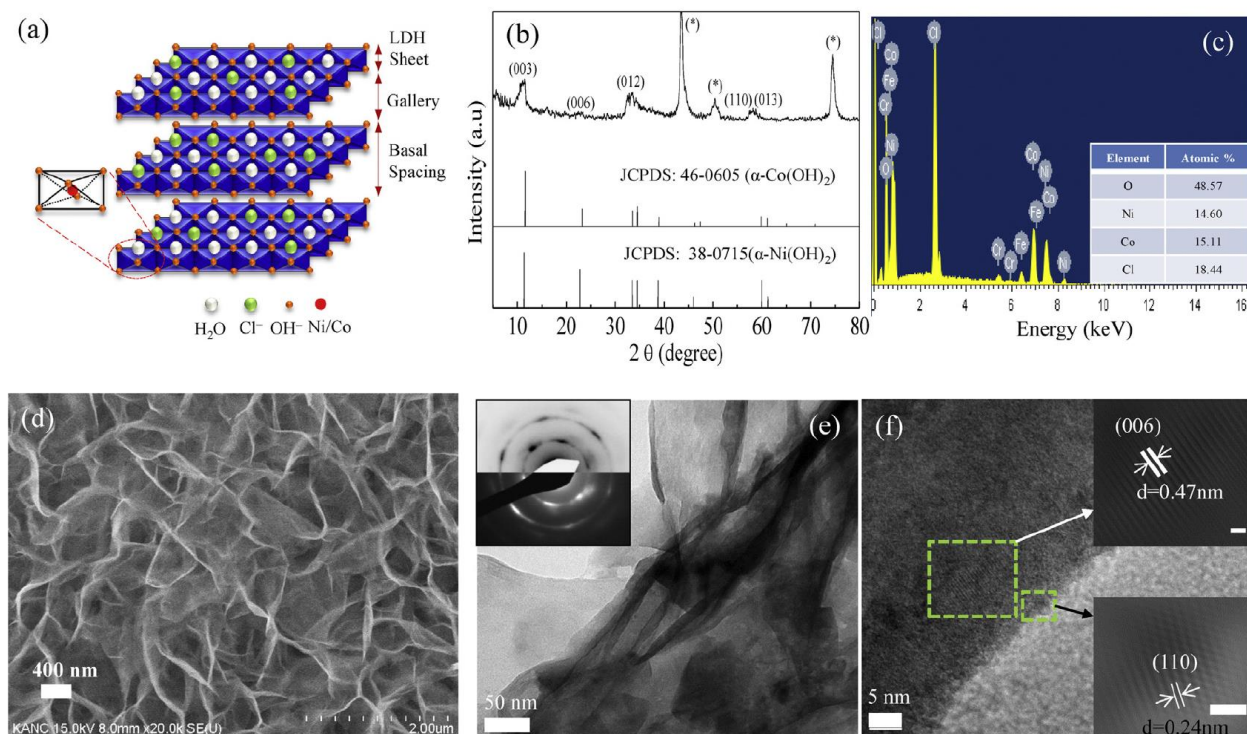 (a)
LDH
Sheet
Gallery
Basal
Spacing
H₂O Cl⁻ OH⁻ Ni/Co
(b)
Intensity (a.u)
(003)
(006)
(012)
(*)
(*)
(110)
(013)
(*)
JCPDS: 46-0605 (α-Co(OH)₂)
JCPDS: 38-0715(α-Ni(OH)₂)
10 20 30 40 50 60 70 80
2 θ (degree)
(c)
Cl
Co
Fe
Cr
Ni
O
Cl
Co
Ni
Co
Fe
Fe
Cr
Cr
Ni
Element Atomic %
O 48.57
Ni 14.60
Co 15.11
Cl 18.44
0 2 4 6 8 10 12 14 16
Energy (keV)
(d)
400 nm
KANC 15.0kV 8.0mm x20.0k SE(U)
2.00um
(e)
50 nm
(f)
(006)
d=0.47nm
(110)
d=0.24nm
5 nm